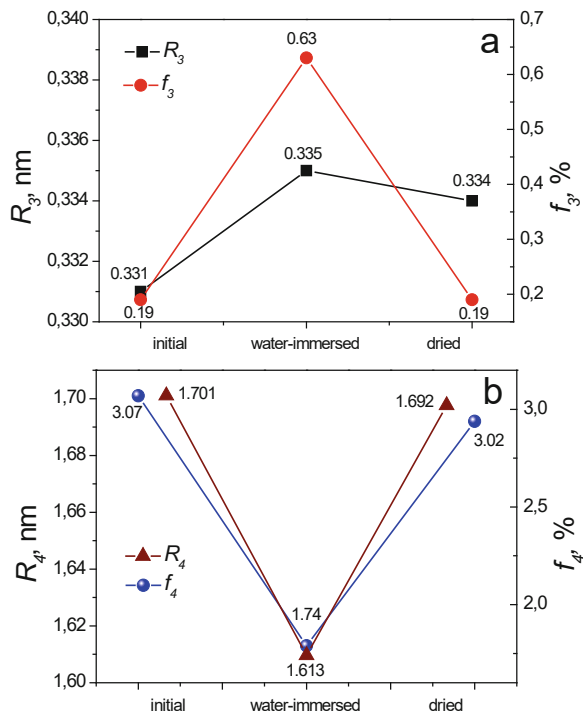 0,340
0,338
0,336
0,334
0,332
0,330
R3, nm
0,7
0,6
0,5
0,4
0,3
0,2
f3, %
a
R3
f3
0.63
0.335
0.334
0.331
0.19
0.19
initial
water-immersed
dried
1,70
1,68
1,66
1,64
1,62
1,60
R4, nm
3,0
2,5
2,0
f4, %
b
1.701
1.692
3.07
3.02
R4
f4
1.74
1.613
initial
water-immersed
dried